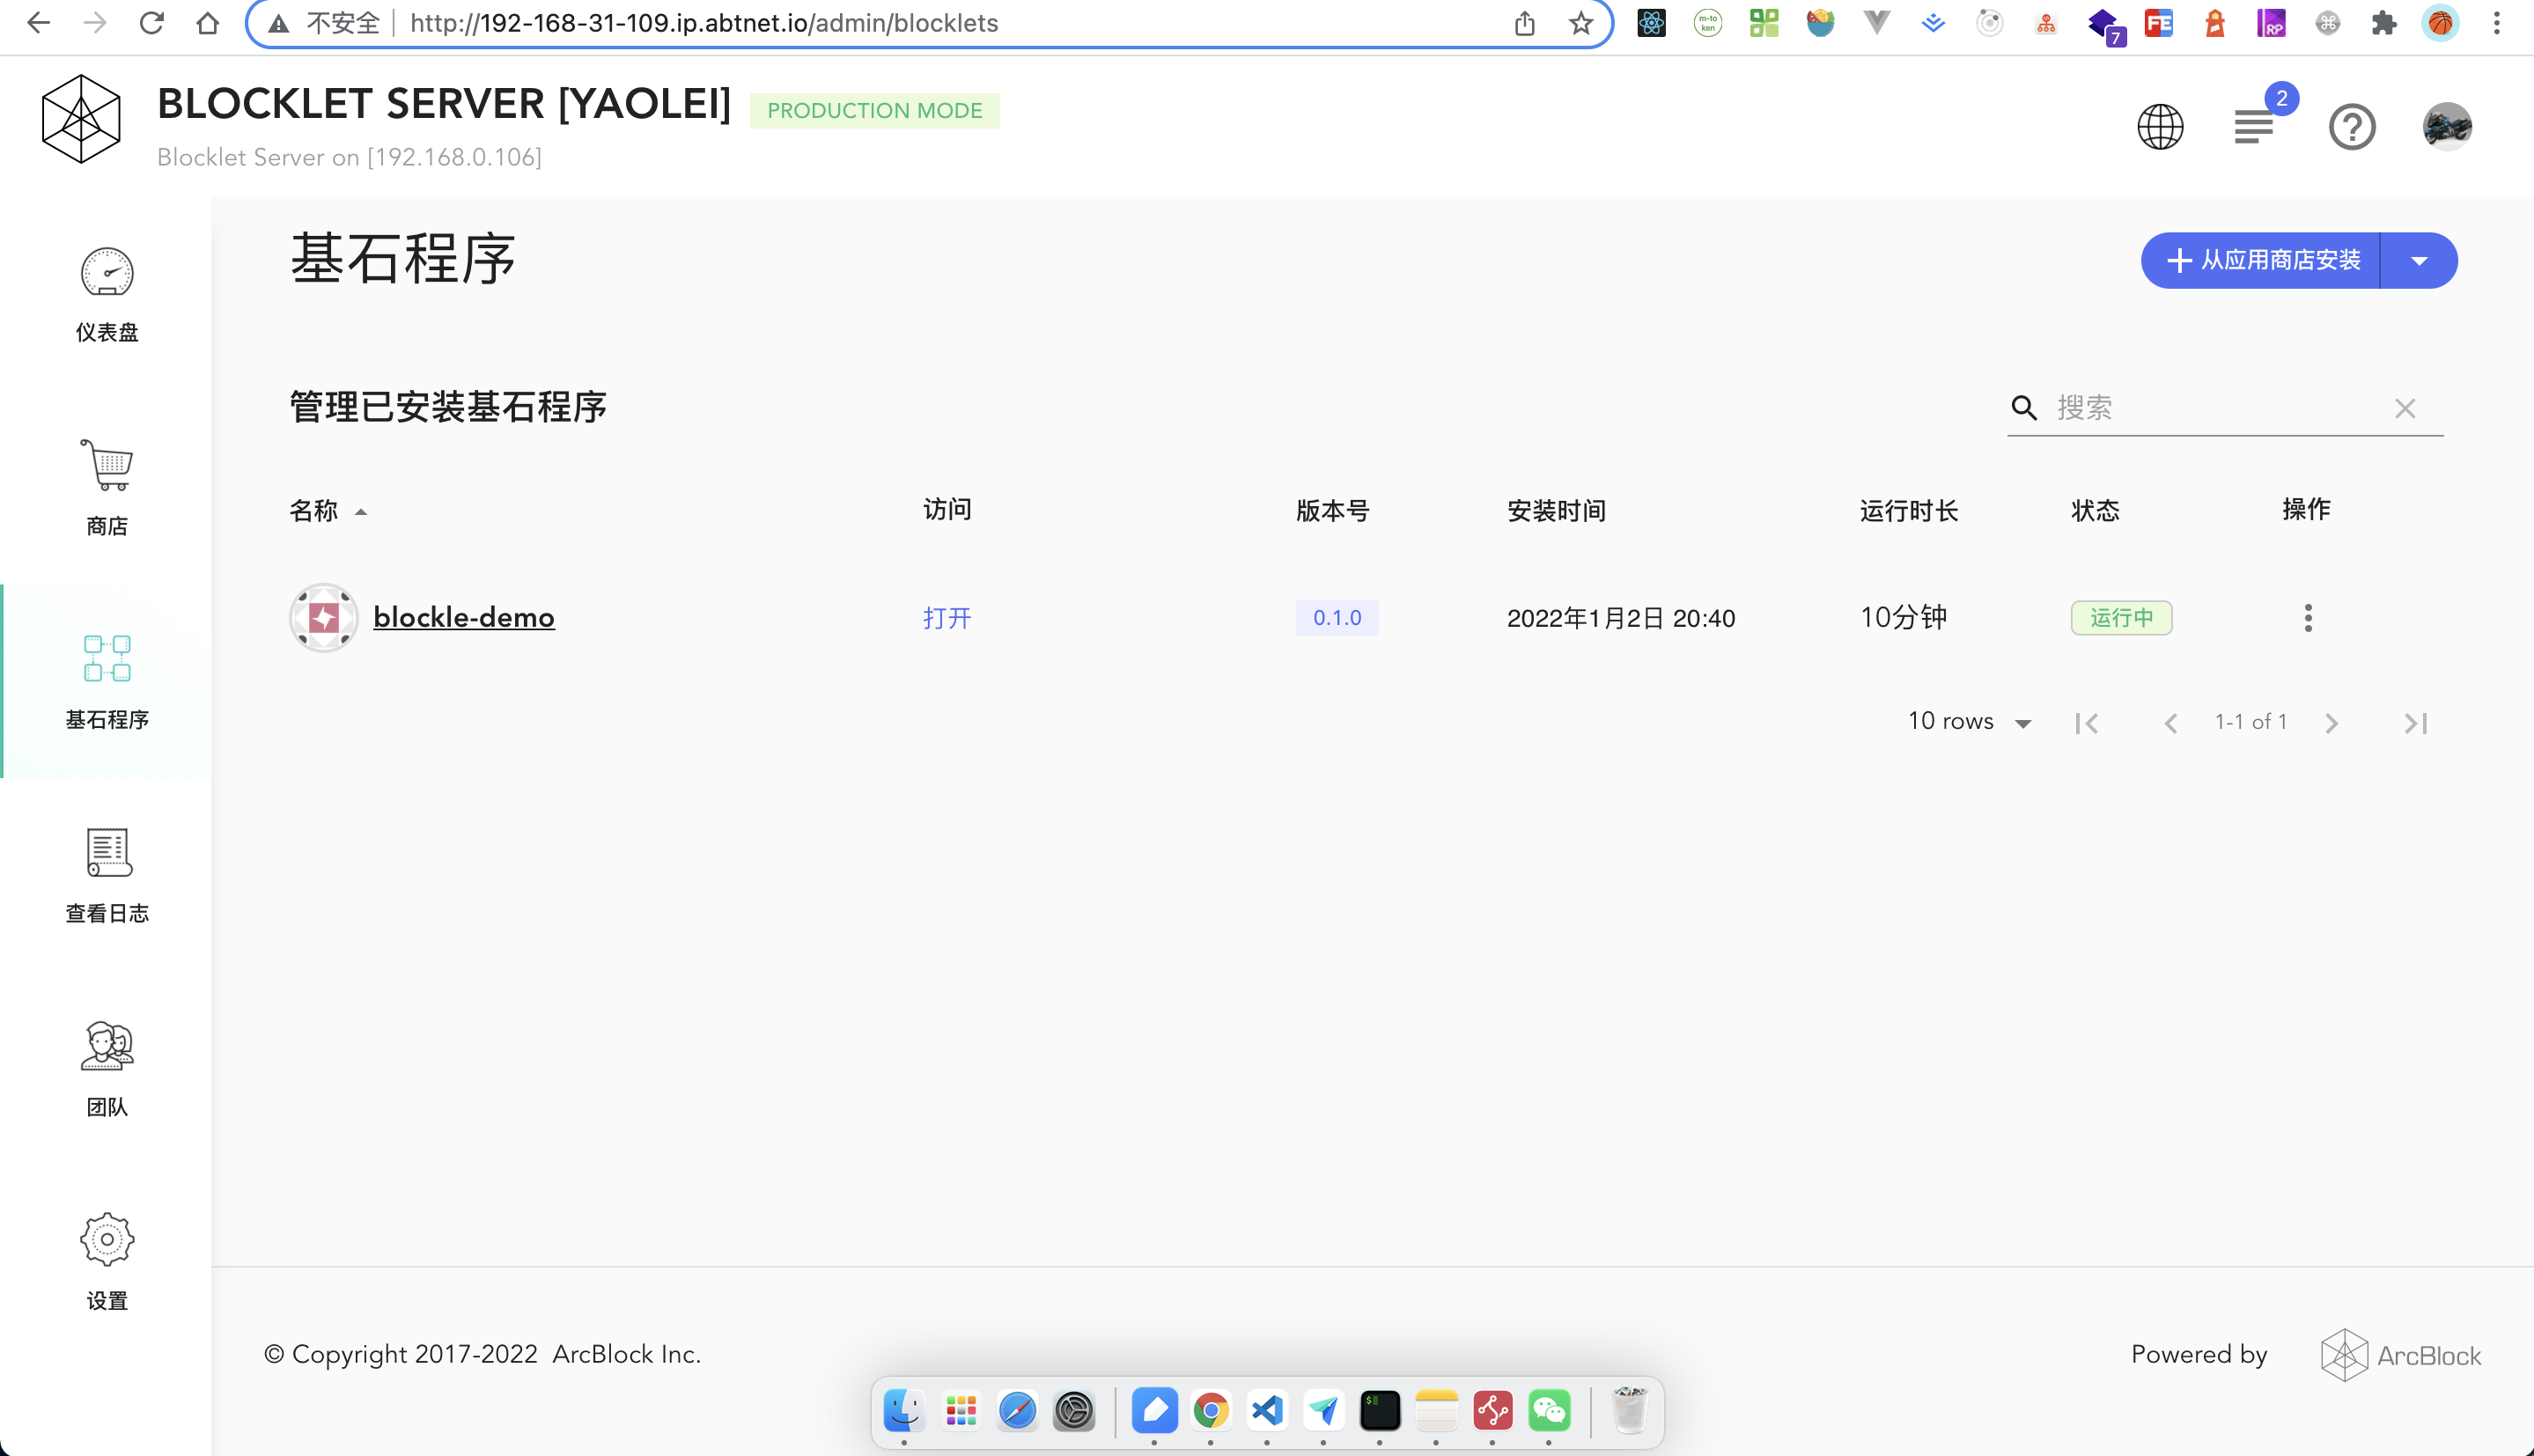 不安全 http://192-168-31-109.ip.abtnet.io/admin/blocklets
m-to
ken
7
FE
RP
BLOCKLET SERVER [YAOLEI] PRODUCTION MODE
Blocklet Server on [192.168.0.106]
2
基石程序
从应用商店安装
仪表盘
管理已安装基石程序
搜索
商店
名称 访问 版本号 安装时间 运行时长 状态 操作
blockle-demo 打开 0.1.0 2022年1月2日 20:40 10分钟 运行中
基石程序
10 rows 1-1 of 1
查看日志
团队
设置
© Copyright 2017-2022 ArcBlock Inc.
Powered by ArcBlock